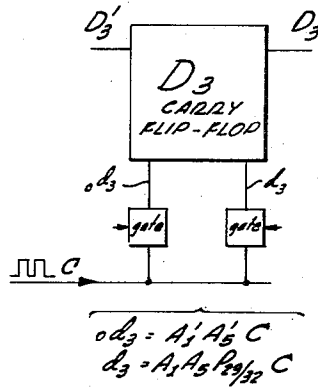 D₃' D₃
D₃
CARRY
FLIP-FLOP
₀d₃ d₃
gate gate
C
₀d₃ = A₁' A₅' C
d₃ = A₁ A₅ P₂₉/₃₂ C